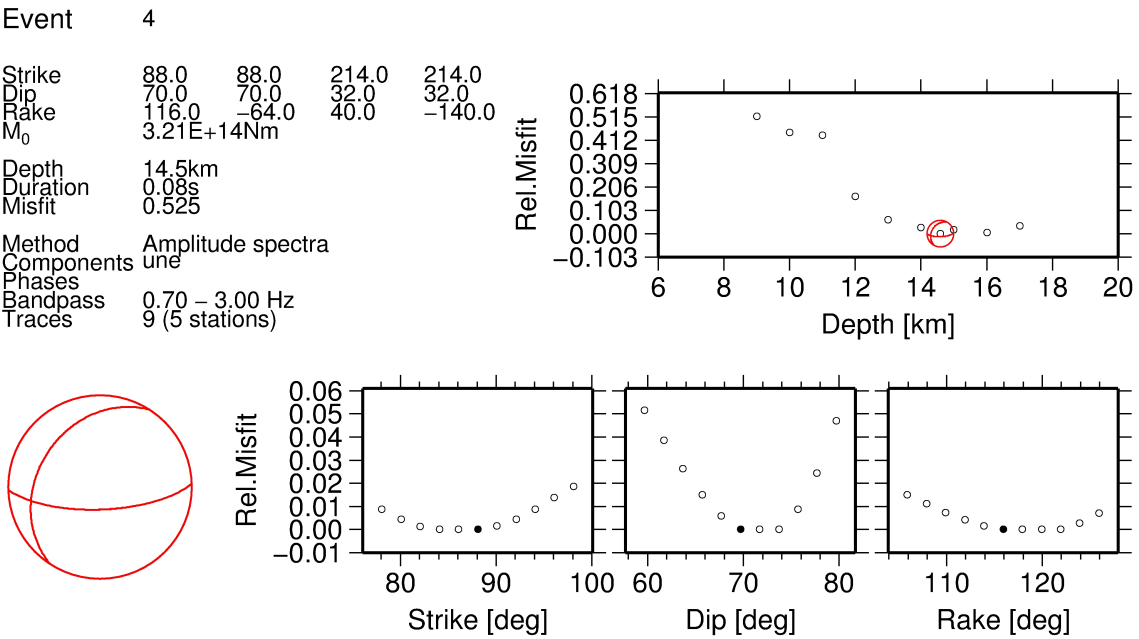 Event 4
Strike 88.0 88.0 214.0 214.0
Dip 70.0 70.0 32.0 32.0
Rake 116.0 −64.0 40.0 −140.0
M0 3.21E+14Nm
Depth 14.5km
Duration 0.08s
Misfit 0.525
Method Amplitude spectra
Components une
Phases
Bandpass 0.70 − 3.00 Hz
Traces 9 (5 stations)
Rel.Misfit
0.618
0.515
0.412
0.309
0.206
0.103
0.000
−0.103
6 8 10 12 14 16 18 20
Depth [km]
Rel.Misfit
0.06
0.05
0.04
0.03
0.02
0.01
0.00
−0.01
80 90 100
Strike [deg]
60 70 80
Dip [deg]
110 120
Rake [deg]